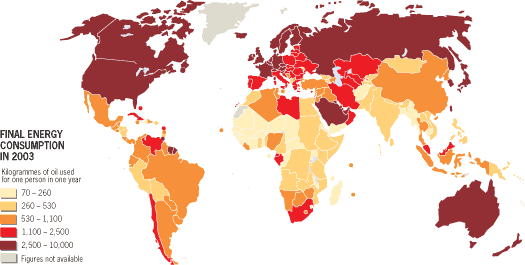 FINAL ENERGY
CONSUMPTION
IN 2003
Kilogrammes of oil used
for one person in one year
70 – 260
260 – 530
530 – 1,100
1,100 – 2,500
2,500 – 10,000
Figures not available